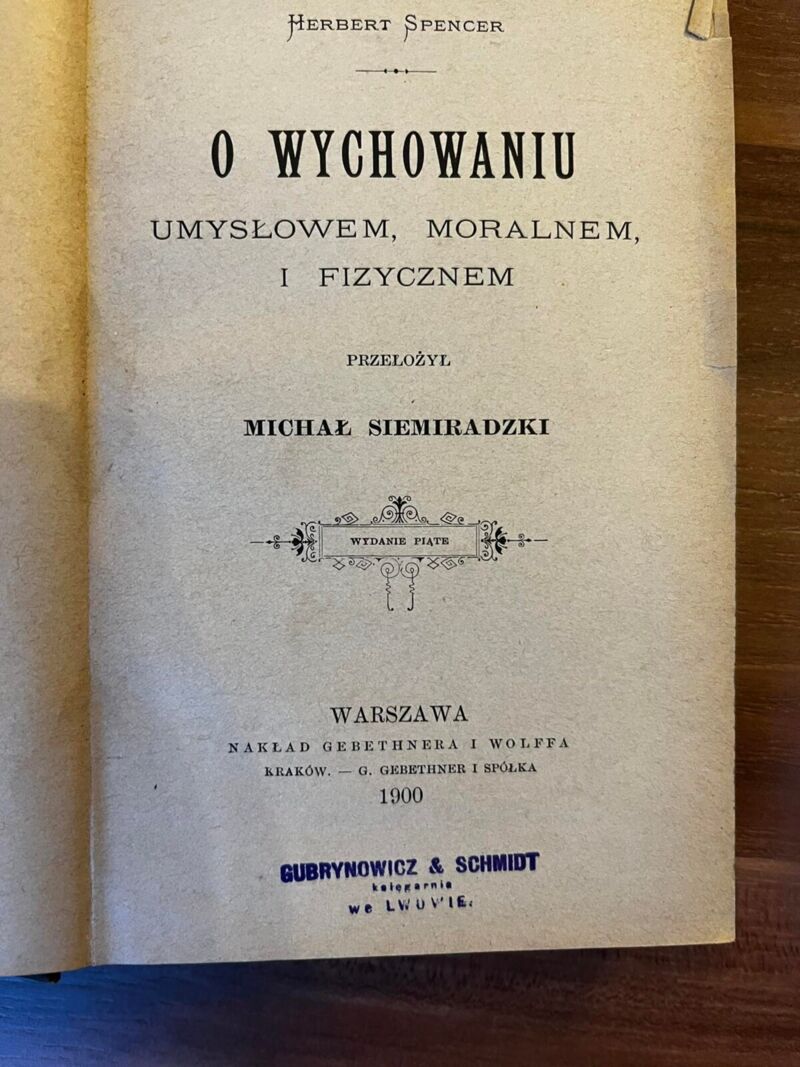 HERBERT SPENCER
O WYCHOWANIU
UMYSŁOWEM, MORALNEM,
I FIZYCZNEM
PRZEŁOŻYŁ
MICHAŁ SIEMIRADZKI
WYDANIE PIĄTE
WARSZAWA
NAKŁAD GEBETHNERA I WOLFFA
KRAKÓW. — G. GEBETHNER I SPÓŁKA
1900
GUBRYNOWICZ & SCHMIDT
księgarnia
we LWOWIE.